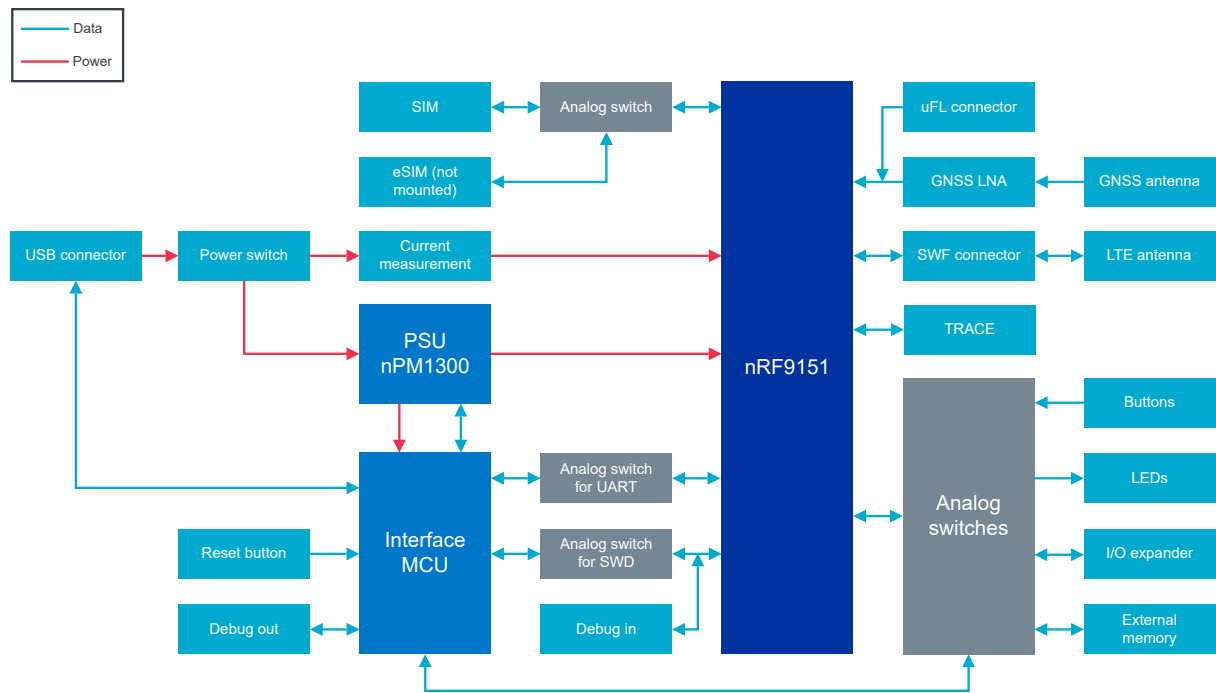 Data
Power
SIM
Analog switch
uFL connector
eSIM (not
mounted)
GNSS LNA
GNSS antenna
USB connector
Power switch
Current
measurement
SWF connector
LTE antenna
PSU
nPM1300
nRF9151
TRACE
Buttons
Analog switch
for UART
LEDs
Analog
switches
Interface
MCU
Reset button
Analog switch
for SWD
I/O expander
Debug out
Debug in
External
memory